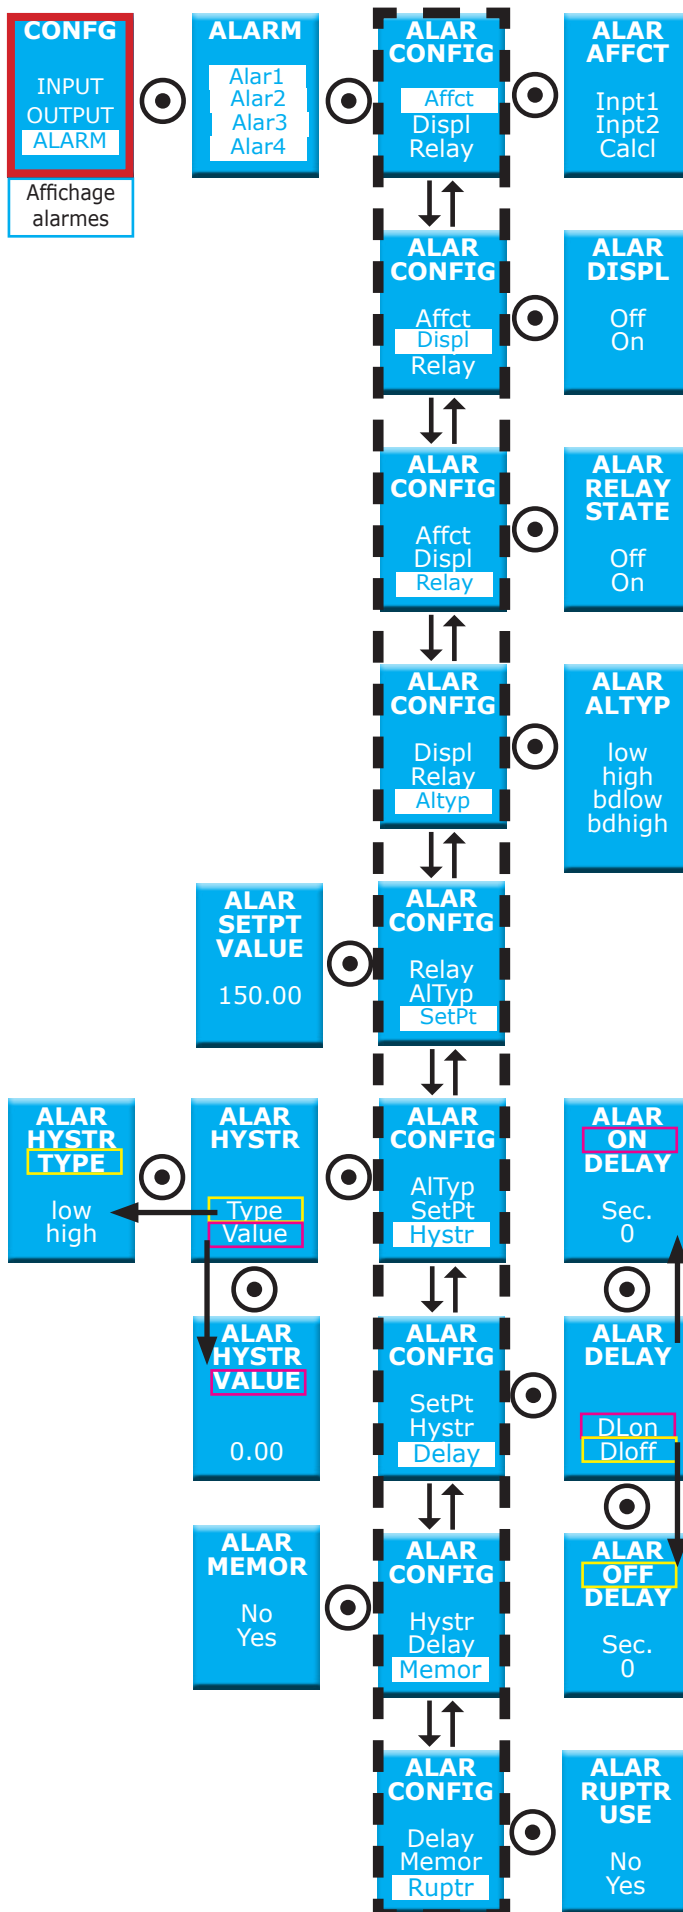 CONFG
INPUT
OUTPUT
ALARM
Affichage
alarmes
ALARM
Alar1
Alar2
Alar3
Alar4
ALAR
CONFIG
Affct
Displ
Relay
ALAR
AFFCT
Inpt1
Inpt2
Calcl
ALAR
CONFIG
Affct
Displ
Relay
ALAR
DISPL
Off
On
ALAR
CONFIG
Affct
Displ
Relay
ALAR
RELAY
STATE
Off
On
ALAR
CONFIG
Displ
Relay
Altyp
ALAR
ALTYP
low
high
bdlow
bdhigh
ALAR
SETPT
VALUE
150.00
ALAR
CONFIG
Relay
AlTyp
SetPt
ALAR
HYSTR
TYPE
low
high
ALAR
HYSTR
Type
Value
ALAR
CONFIG
AlTyp
SetPt
Hystr
ALAR
ON
DELAY
Sec.
0
ALAR
HYSTR
VALUE
0.00
ALAR
CONFIG
SetPt
Hystr
Delay
ALAR
DELAY
DLon
Dloff
ALAR
MEMOR
No
Yes
ALAR
CONFIG
Hystr
Delay
Memor
ALAR
OFF
DELAY
Sec.
0
ALAR
CONFIG
Delay
Memor
Ruptr
ALAR
RUPTR
USE
No
Yes